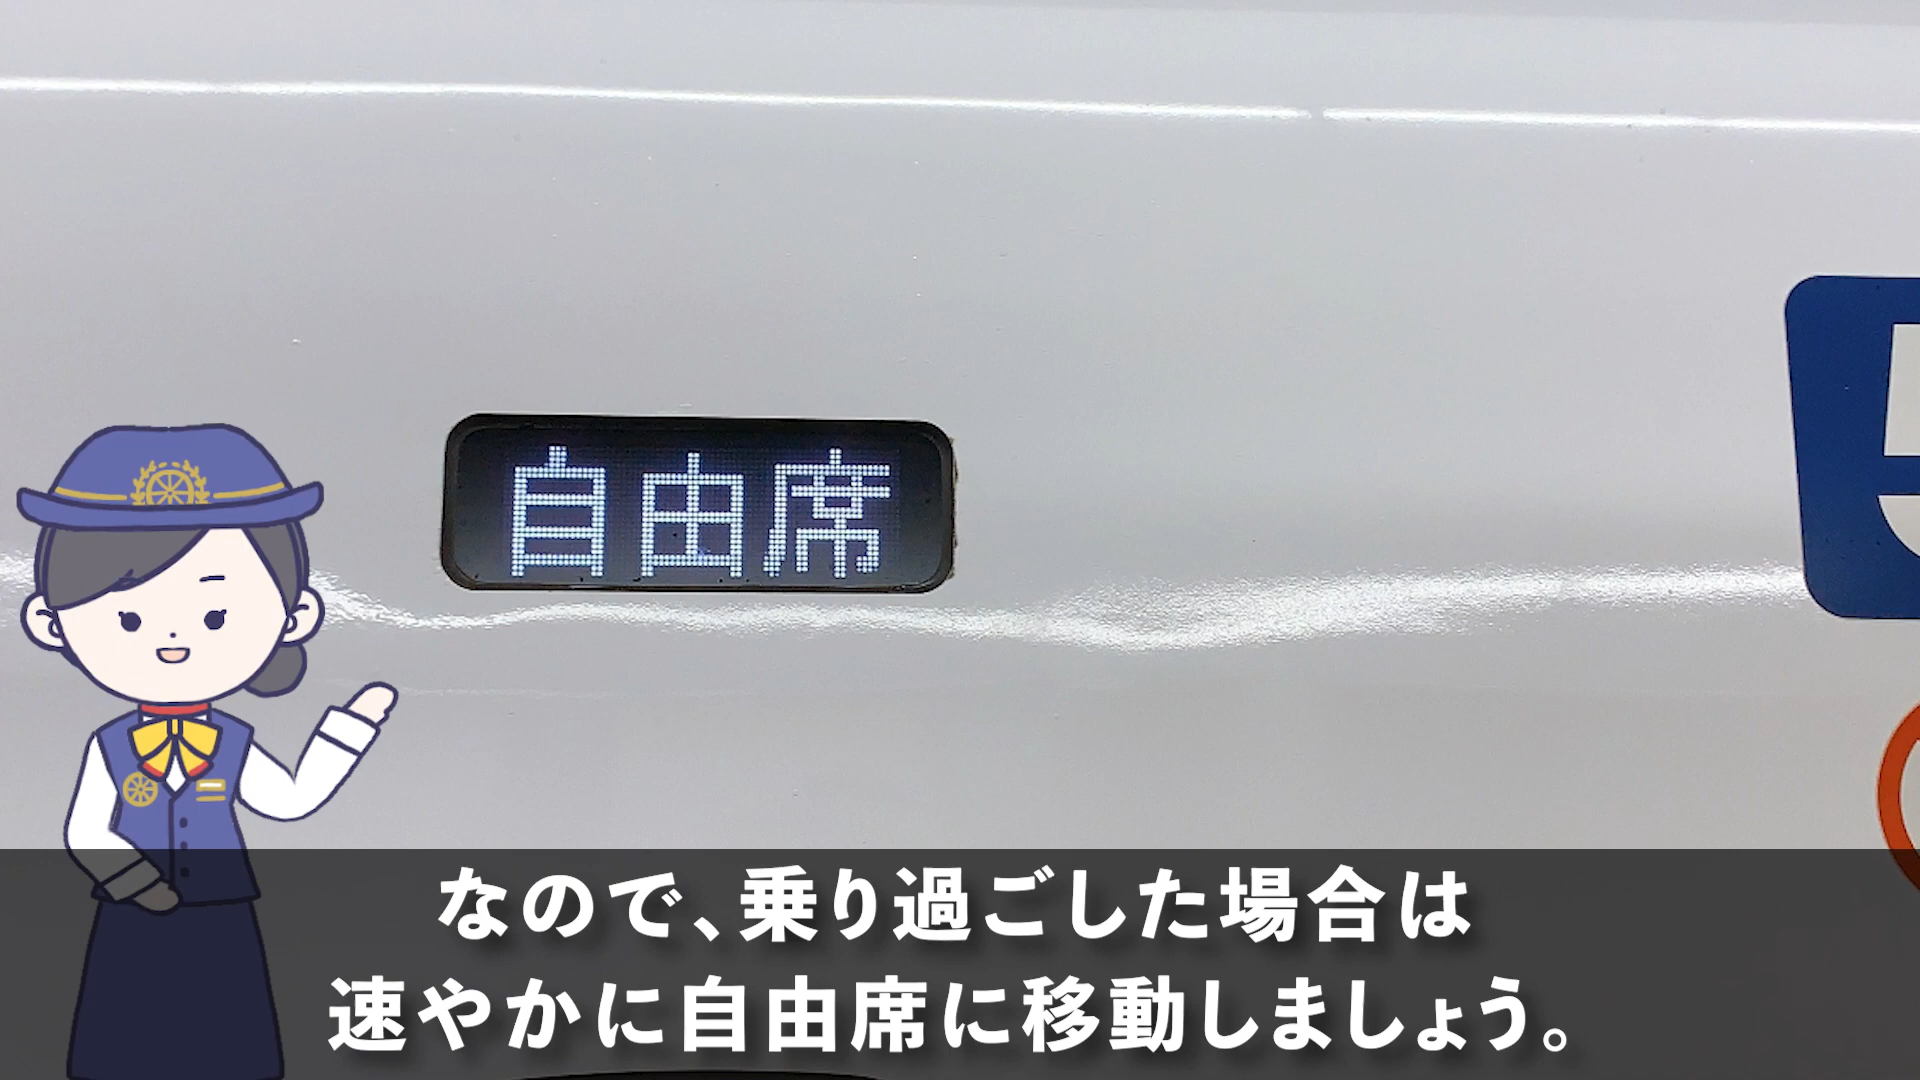 自由席
なので、乗り過ごした場合は
速やかに自由席に移動しましょう。